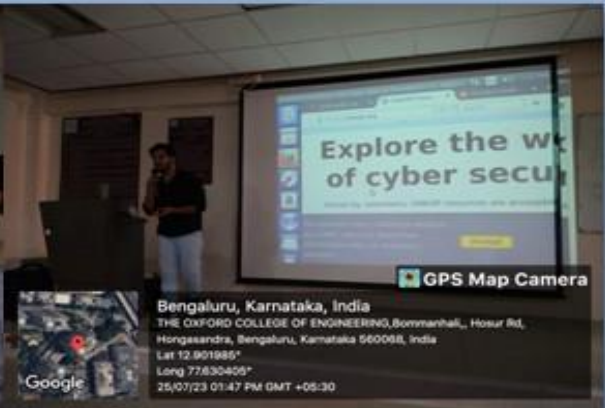 Explore the w
of cyber secu
GPS Map Camera
Bengaluru, Karnataka, India
THE OXFORD COLLEGE OF ENGINEERING,Bommanhali,, Hosur Rd,
Hongasandra, Bengaluru, Karnataka 560068, India
Lat 12.901985°
Long 77.630405°
25/07/23 01:47 PM GMT +05:30
Google